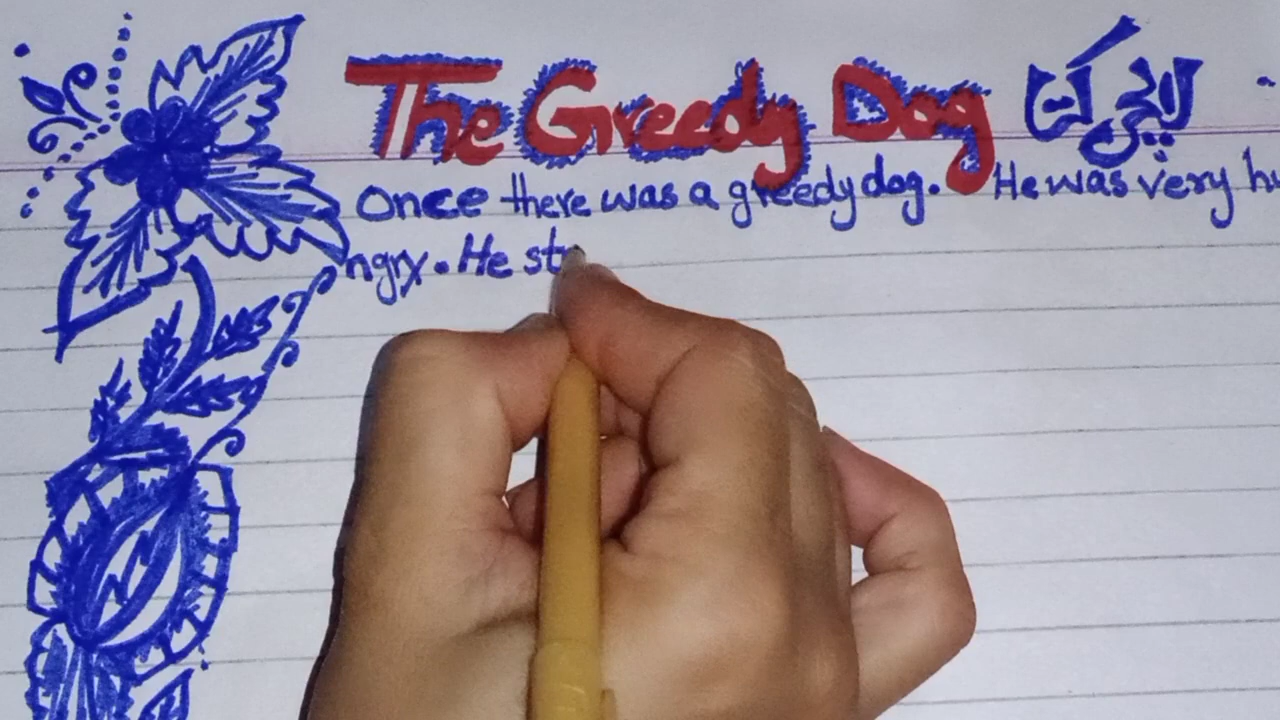 The Greedy Dog لالچی کتا
once there was a greedy dog. He was very hu
ngry. He st